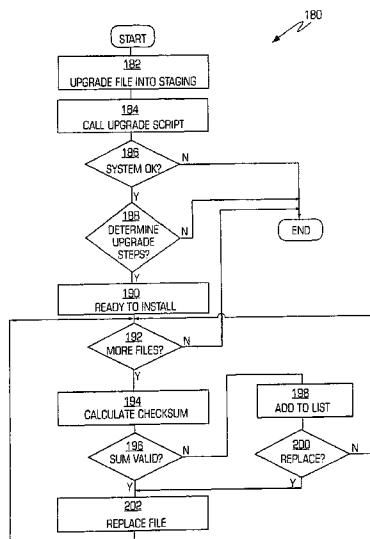 180
START
182
UPGRADE FILE INTO STAGING
184
CALL UPGRADE SCRIPT
186
SYSTEM OK?
N
Y
188
DETERMINE
UPGRADE
STEPS?
N
END
Y
190
READY TO INSTALL
192
MORE FILES?
N
Y
194
CALCULATE CHECKSUM
198
ADD TO LIST
196
SUM VALID?
N
200
REPLACE?
N
Y
Y
202
REPLACE FILE